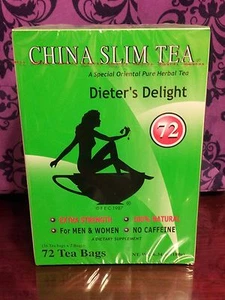 CHINA SLIM TEA
A Special Oriental Pure Herbal Tea
Dieter's Delight
72
EXTRA STRENGTH
100% NATURAL
For MEN & WOMEN
NO CAFFEINE
A DIETARY SUPPLEMENT
72 Tea Bags